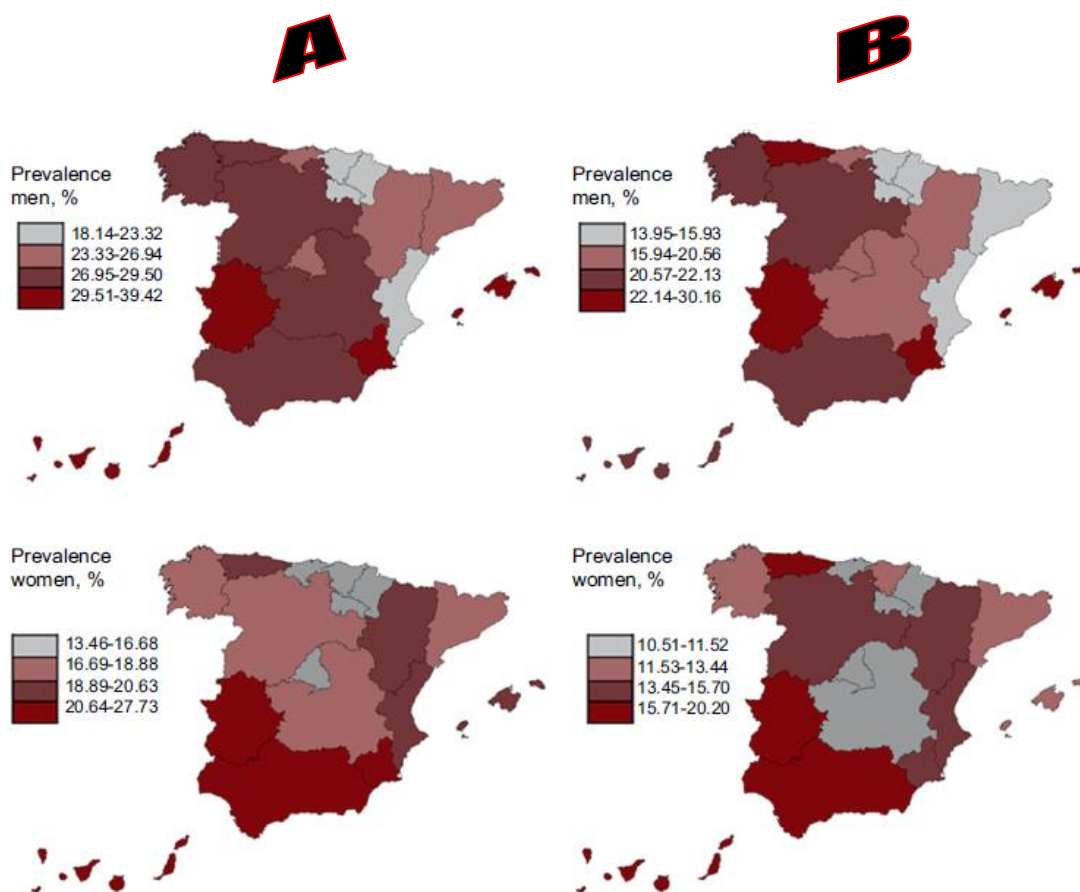 A
B
Prevalence
men, %
18.14-23.32
23.33-26.94
26.95-29.50
29.51-39.42
Prevalence
men, %
13.95-15.93
15.94-20.56
20.57-22.13
22.14-30.16
Prevalence
women, %
13.46-16.68
16.69-18.88
18.89-20.63
20.64-27.73
Prevalence
women, %
10.51-11.52
11.53-13.44
13.45-15.70
15.71-20.20